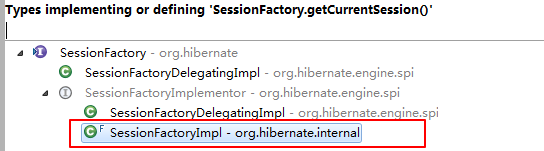 Types implementing or defining 'SessionFactory.getCurrentSession()'
SessionFactory - org.hibernate
SessionFactoryDelegatingImpl - org.hibernate.engine.spi
SessionFactoryImplementor - org.hibernate.engine.spi
SessionFactoryDelegatingImpl - org.hibernate.engine.spi
F SessionFactoryImpl - org.hibernate.internal